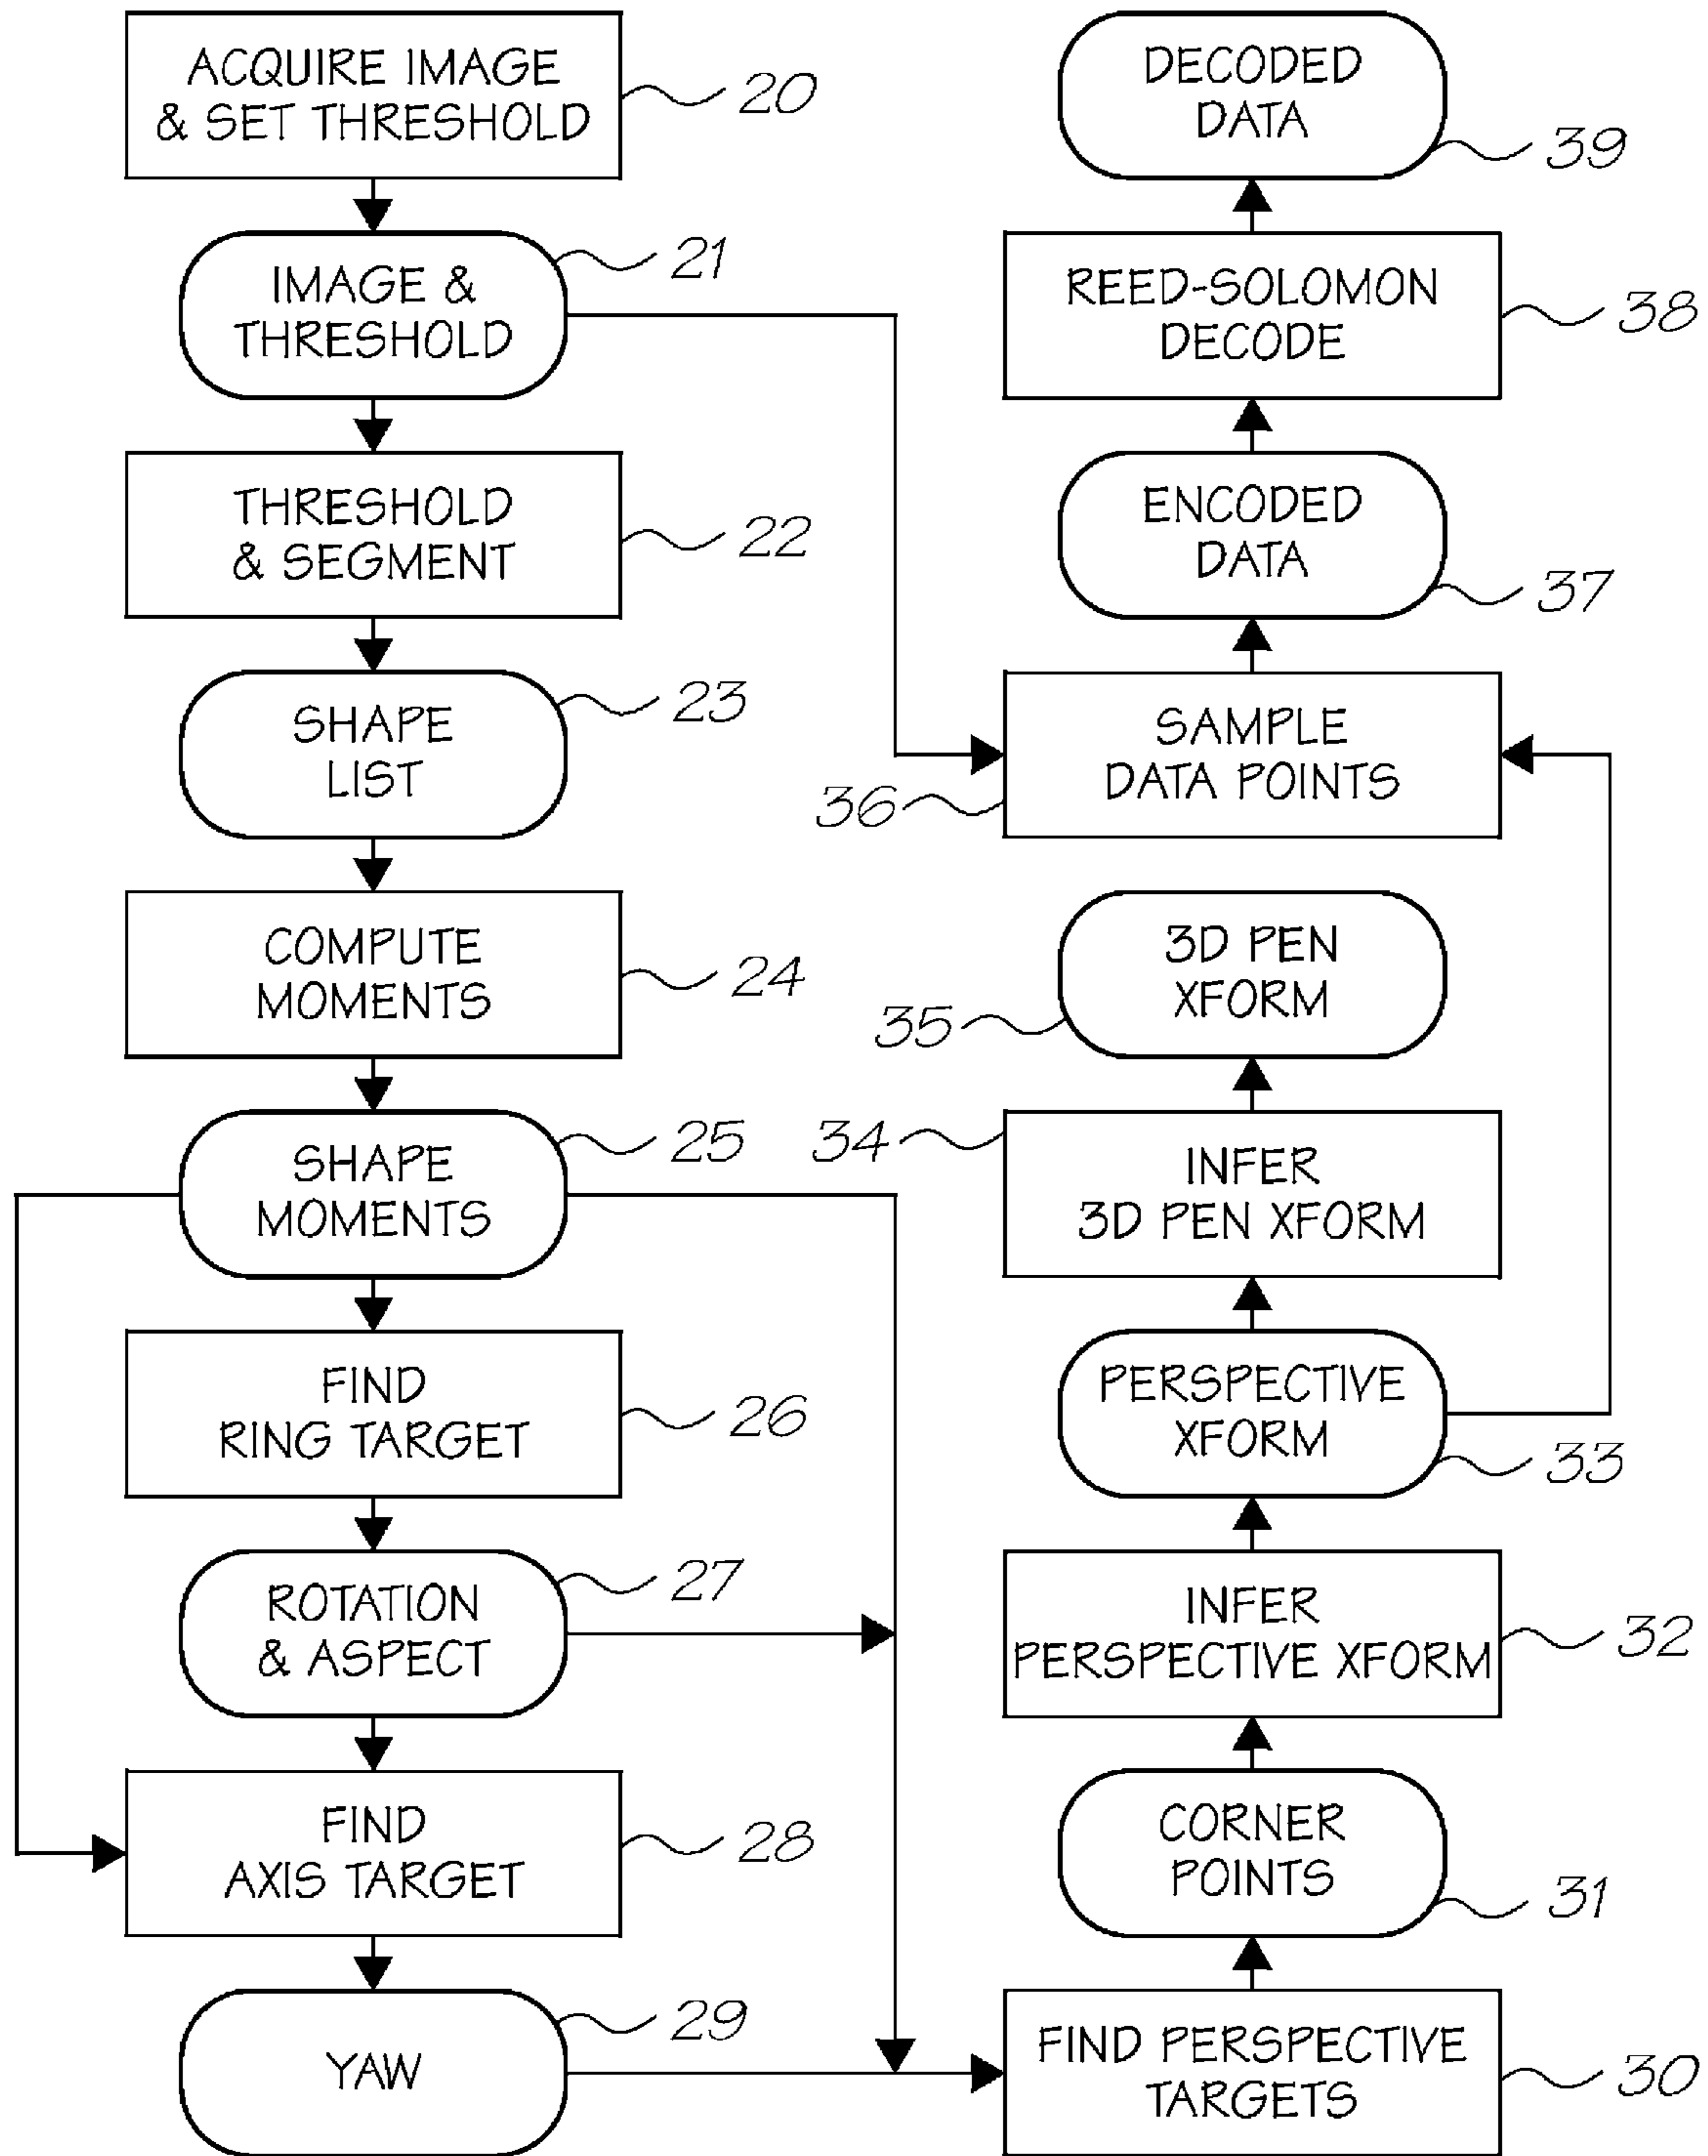 ACQUIRE IMAGE
& SET THRESHOLD
20
IMAGE &
THRESHOLD
21
THRESHOLD
& SEGMENT
22
SHAPE
LIST
23
COMPUTE
MOMENTS
24
SHAPE
MOMENTS
25
FIND
RING TARGET
26
ROTATION
& ASPECT
27
FIND
AXIS TARGET
28
YAW
29
DECODED
DATA
39
REED-SOLOMON
DECODE
38
ENCODED
DATA
37
SAMPLE
DATA POINTS
36
3D PEN
XFORM
35
INFER
3D PEN XFORM
34
PERSPECTIVE
XFORM
33
INFER
PERSPECTIVE XFORM
32
CORNER
POINTS
31
FIND PERSPECTIVE
TARGETS
30